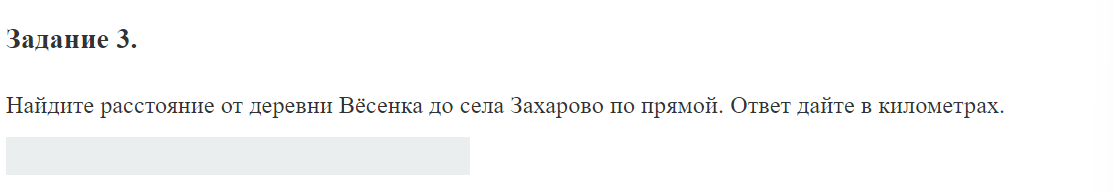 Задание 3.
Найдите расстояние от деревни Вёсенка до села Захарово по прямой. Ответ дайте в километрах.